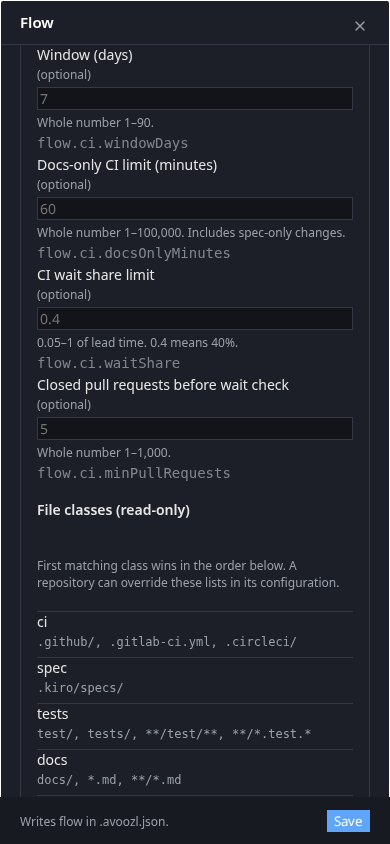 Flow
×
Window (days)
(optional)
7
Whole number 1–90.
flow.ci.windowDays
Docs-only CI limit (minutes)
(optional)
60
Whole number 1–100,000. Includes spec-only changes.
flow.ci.docsOnlyMinutes
CI wait share limit
(optional)
0.4
0.05–1 of lead time. 0.4 means 40%.
flow.ci.waitShare
Closed pull requests before wait check
(optional)
5
Whole number 1–1,000.
flow.ci.minPullRequests
File classes (read-only)
First matching class wins in the order below. A
repository can override these lists in its configuration.
ci
.github/, .gitlab-ci.yml, .circleci/
spec
.kiro/specs/
tests
test/, tests/, **/test/**, **/*.test.*
docs
docs/, *.md, **/*.md
Writes flow in .avoozl.json.
Save